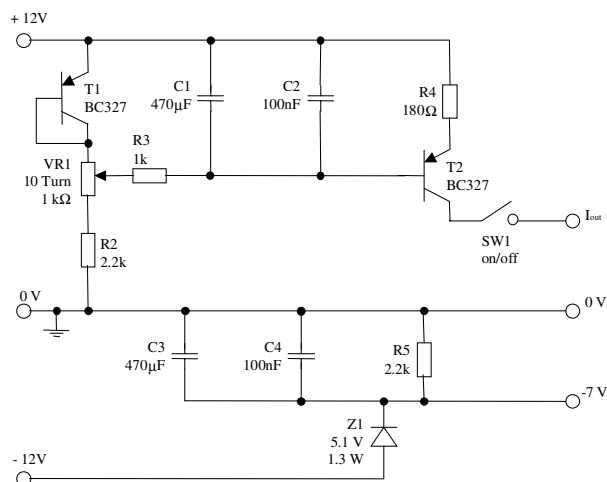 + 12V
T1
BC327
C1
470µF
C2
100nF
R4
180Ω
R3
1k
VR1
10 Turn
1 kΩ
T2
BC327
Iout
SW1
on/off
R2
2.2k
0 V
0 V
C3
470µF
C4
100nF
R5
2.2k
-7V
Z1
5.1 V
1.3 W
- 12V